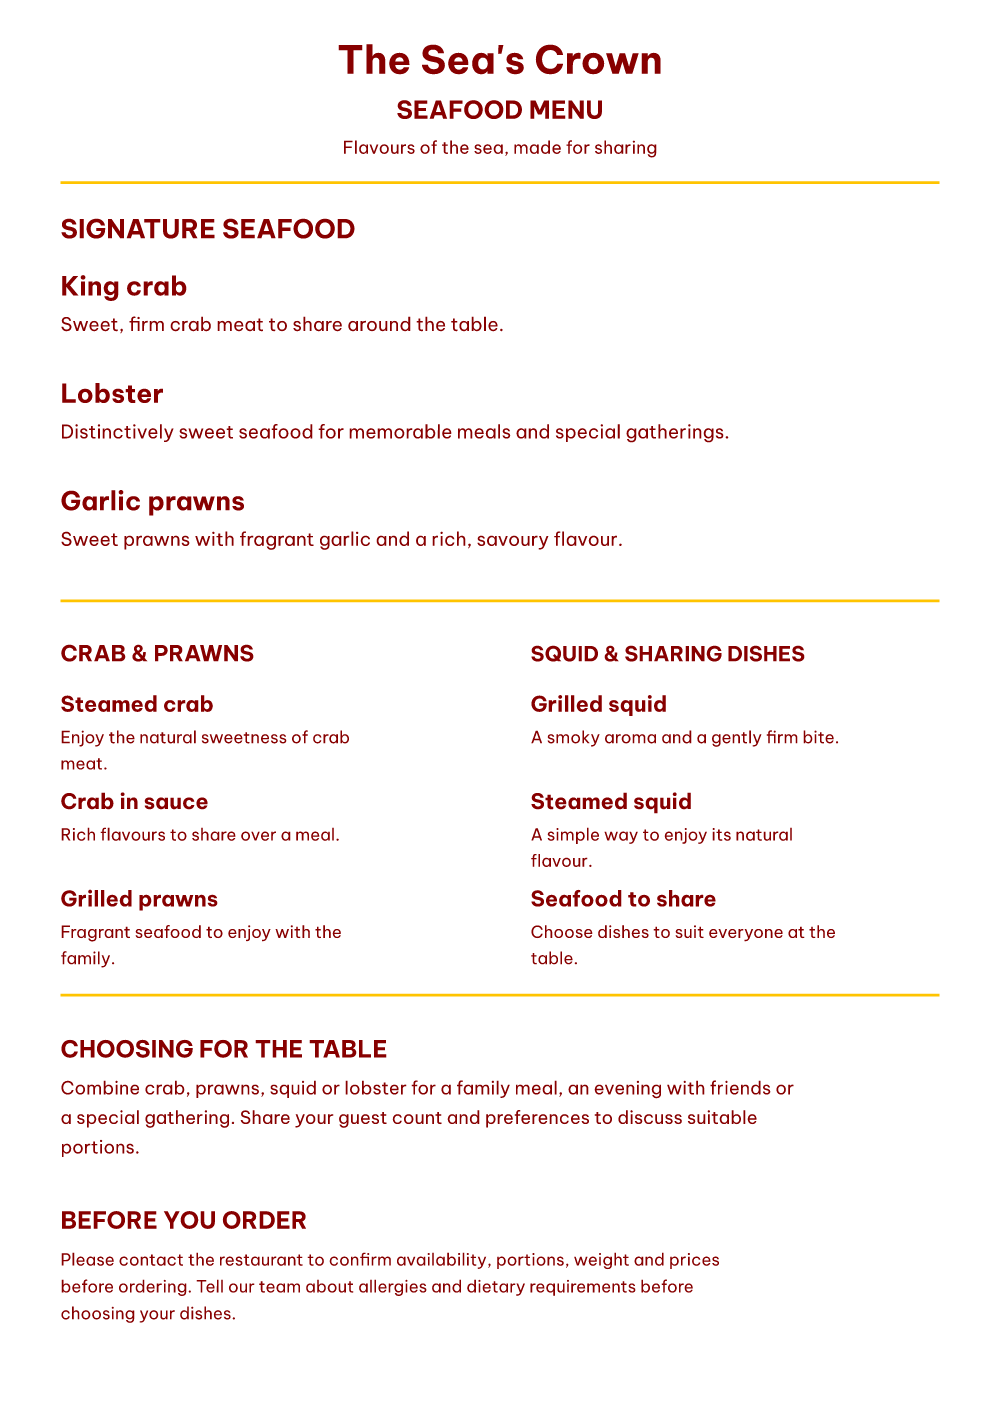 The Sea's Crown
SEAFOOD MENU
Flavours of the sea, made for sharing
SIGNATURE SEAFOOD
King crab
Sweet, firm crab meat to share around the table.
Lobster
Distinctively sweet seafood for memorable meals and special gatherings.
Garlic prawns
Sweet prawns with fragrant garlic and a rich, savoury flavour.
CRAB & PRAWNS
Steamed crab
Enjoy the natural sweetness of crab
meat.
Crab in sauce
Rich flavours to share over a meal.
Grilled prawns
Fragrant seafood to enjoy with the
family.
SQUID & SHARING DISHES
Grilled squid
A smoky aroma and a gently firm bite.
Steamed squid
A simple way to enjoy its natural
flavour.
Seafood to share
Choose dishes to suit everyone at the
table.
CHOOSING FOR THE TABLE
Combine crab, prawns, squid or lobster for a family meal, an evening with friends or
a special gathering. Share your guest count and preferences to discuss suitable
portions.
BEFORE YOU ORDER
Please contact the restaurant to confirm availability, portions, weight and prices
before ordering. Tell our team about allergies and dietary requirements before
choosing your dishes.